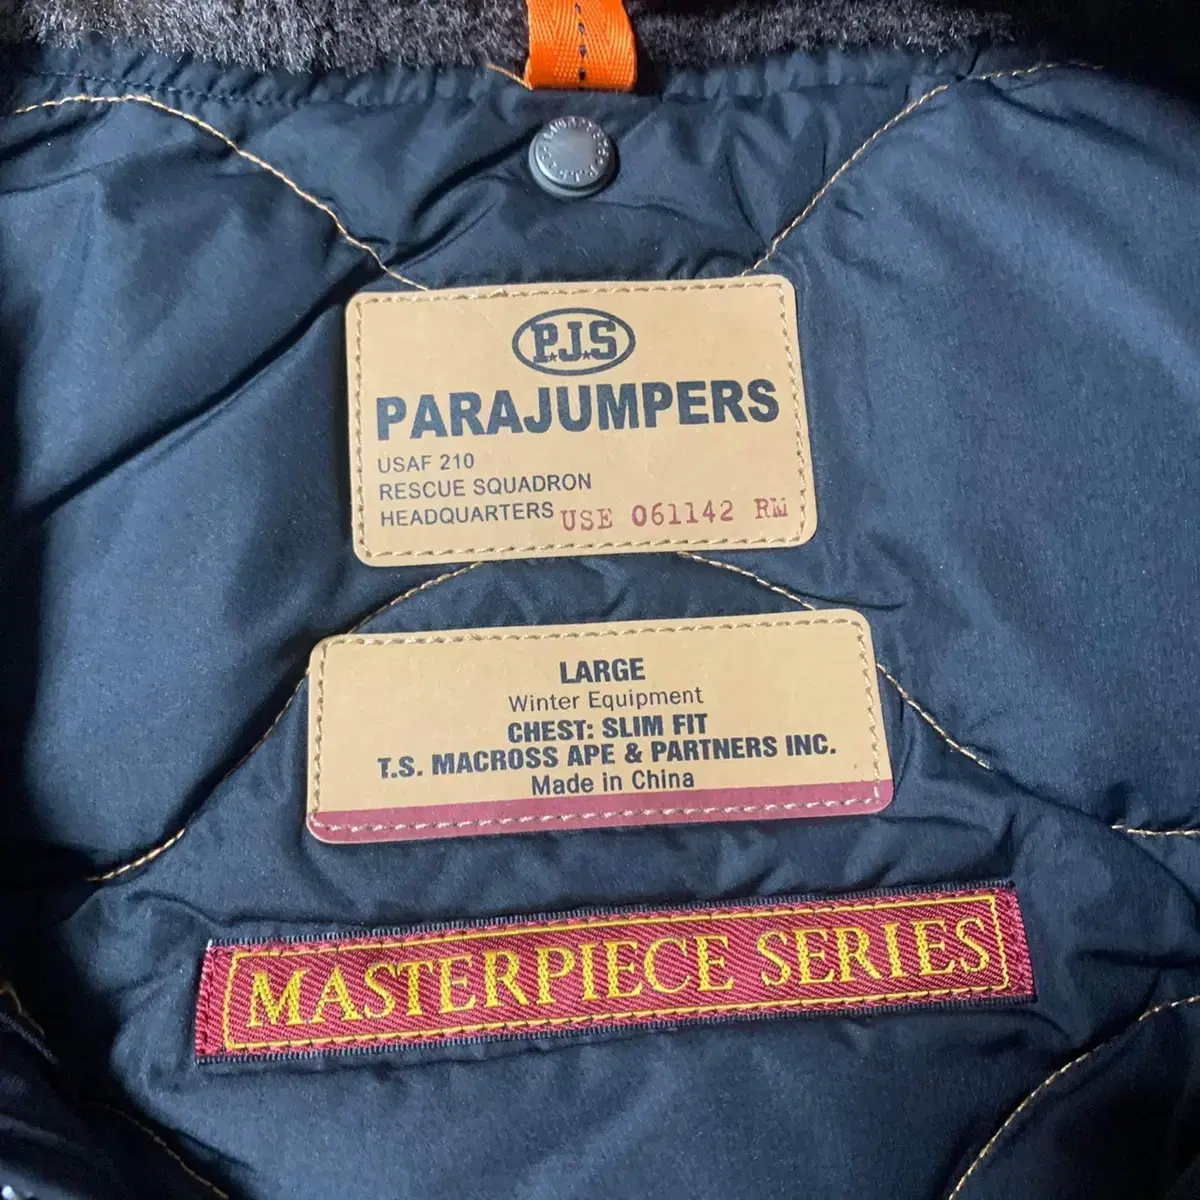 P.J.S
PARAJUMPERS
USAF 210
RESCUE SQUADRON
HEADQUARTERS USE 061142 RM
LARGE
Winter Equipment
CHEST: SLIM FIT
T.S. MACROSS APE & PARTNERS INC.
Made in China
MASTERPIECE SERIES